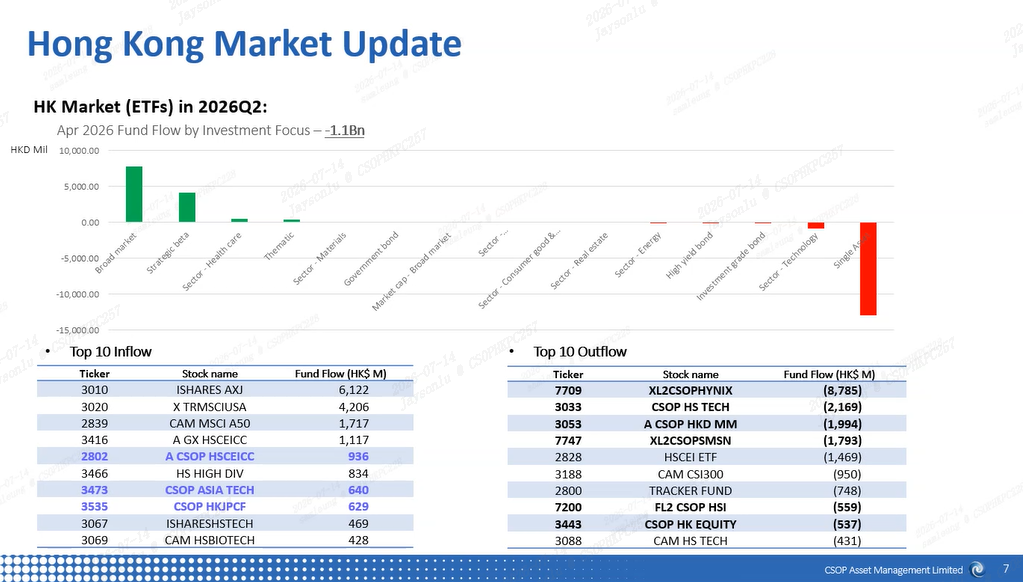 Hong Kong Market Update
HK Market (ETFs) in 2026Q2:
Apr 2026 Fund Flow by Investment Focus – -1.1Bn
HKD Mil
10,000.00
5,000.00
0.00
-5,000.00
-10,000.00
-15,000.00
Broad market
Strategic beta
Sector - Health care
Thematic
Sector - Materials
Government bond
Market cap - Broad market
Sector -...
Sector - Consumer good &...
Sector - Real estate
Sector - Energy
High yield bond
Investment grade bond
Sector - Technology
Single
• Top 10 Inflow
Ticker Stock name Fund Flow (HK$ M)
3010 ISHARES AXJ 6,122
3020 X TRMSCIUSA 4,206
2839 CAM MSCI A50 1,717
3416 A GX HSCEICC 1,117
2802 A CSOP HSCEICC 936
3466 HS HIGH DIV 834
3473 CSOP ASIA TECH 640
3535 CSOP HKJPCF 629
3067 ISHARESHSTECH 469
3069 CAM HSBIOTECH 428
• Top 10 Outflow
Ticker Stock name Fund Flow (HK$ M)
7709 XL2CSOPHYNIX (8,785)
3033 CSOP HS TECH (2,169)
3053 A CSOP HKD MM (1,994)
7747 XL2CSOPSMSN (1,793)
2828 HSCEI ETF (1,469)
3188 CAM CSI300 (950)
2800 TRACKER FUND (748)
7200 FL2 CSOP HSI (559)
3443 CSOP HK EQUITY (537)
3088 CAM HS TECH (431)
CSOP Asset Management Limited 7
2026-07-14
Jaysonlu @ CSOPHKPC257